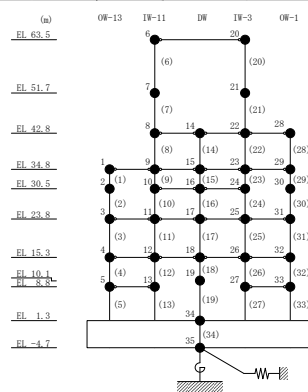 (m) OW-13 IW-11 DW IW-3 OW-1
EL 63.5 6 20
(6) (20)
EL 51.7 7 21
(7) (21)
EL 42.8 8 14 22 28
(8) (14) (22) (28)
EL 34.8 1 9 15 23 29
(1) (9) (15) (23) (29)
EL 30.5 2 10 16 24 30
(2) (10) (16) (24) (30)
EL 23.8 3 11 17 25 31
(3) (11) (17) (25) (31)
EL 15.3 4 12 18 26 32
(4) (12) (18) (26) (32)
EL 10.1 19
EL 8.8 5 13 27 33
(5) (13) (19) (27) (33)
EL 1.3 34
(34)
EL -4.7 35